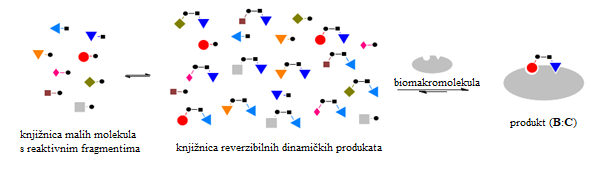 biomakromolekula
produkt (B:C)
knjižnica malih molekula
s reaktivnim fragmentima
knjižnica reverzibilnih dinamičkih produkata